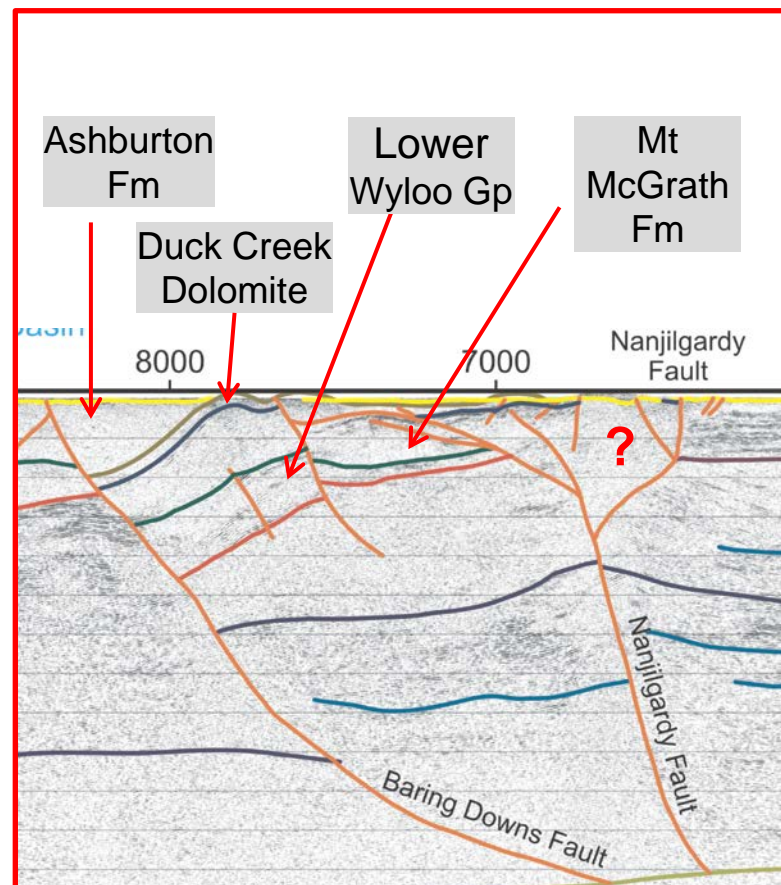 Ashburton
Fm
Lower
Wyloo Gp
Mt
McGrath
Fm
Duck Creek
Dolomite
8000
7000
Nanjilgardy
Fault
?
Nanjilgardy Fault
Baring Downs Fault